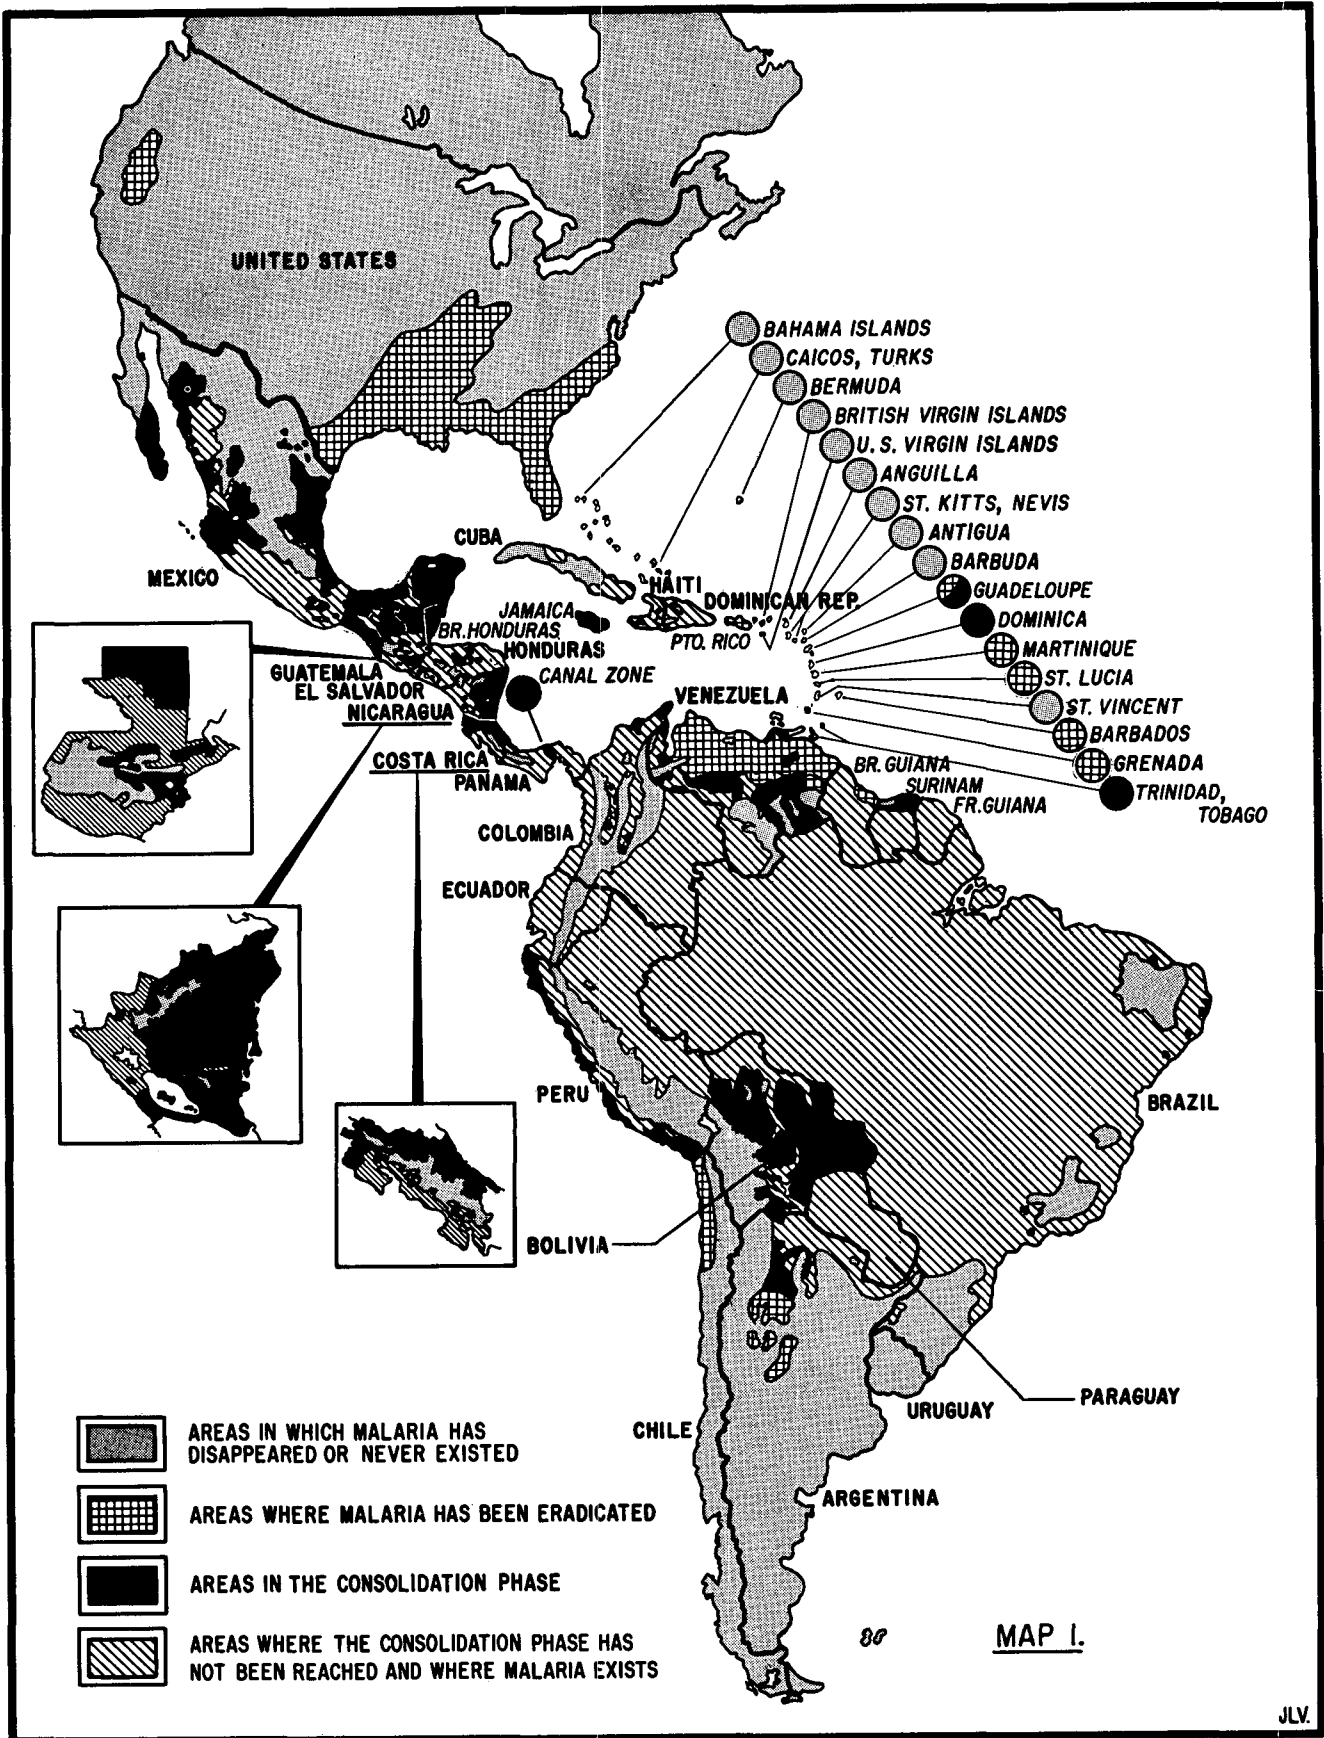 UNITED STATES
BAHAMA ISLANDS
CAICOS, TURKS
BERMUDA
BRITISH VIRGIN ISLANDS
U. S. VIRGIN ISLANDS
ANGUILLA
ST. KITTS, NEVIS
ANTIGUA
BARBUDA
GUADELOUPE
DOMINICA
MARTINIQUE
ST. LUCIA
ST. VINCENT
BARBADOS
GRENADA
TRINIDAD,
TOBAGO
CUBA
MEXICO
HAITI
DOMINICAN REP.
JAMAICA
PTO. RICO
BR. HONDURAS
HONDURAS
GUATEMALA
CANAL ZONE
EL SALVADOR
NICARAGUA
VENEZUELA
COSTA RICA
PANAMA
BR. GUIANA
SURINAM
FR. GUIANA
COLOMBIA
ECUADOR
PERU
BRAZIL
BOLIVIA
PARAGUAY
URUGUAY
CHILE
ARGENTINA
AREAS IN WHICH MALARIA HAS
DISAPPEARED OR NEVER EXISTED
AREAS WHERE MALARIA HAS BEEN ERADICATED
AREAS IN THE CONSOLIDATION PHASE
AREAS WHERE THE CONSOLIDATION PHASE HAS
NOT BEEN REACHED AND WHERE MALARIA EXISTS
MAP I.
JLV.